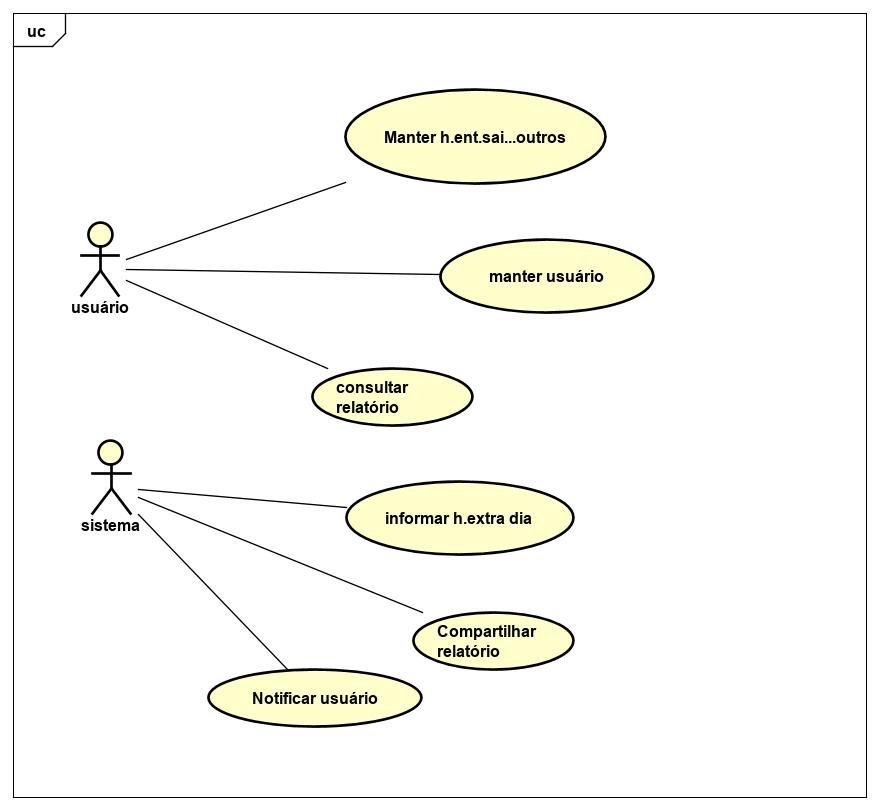 uc
Manter h.ent.sai...outros
manter usuário
usuário
consultar
relatório
informar h.extra dia
sistema
Compartilhar
relatório
Notificar usuário